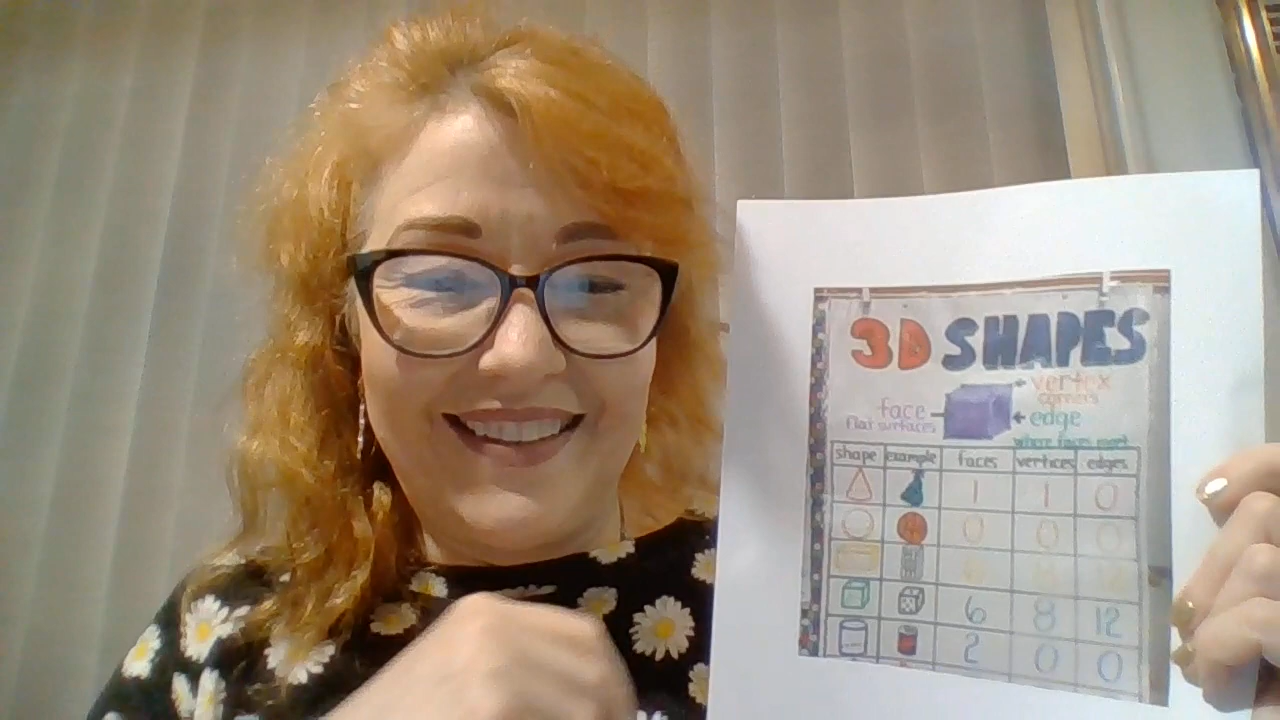 3D SHAPES
vertex
corners
face
flat surfaces
edge
where faces meet
shape example faces vertices edges
1 1 0
0 0 0
6 8 12
2 0 0